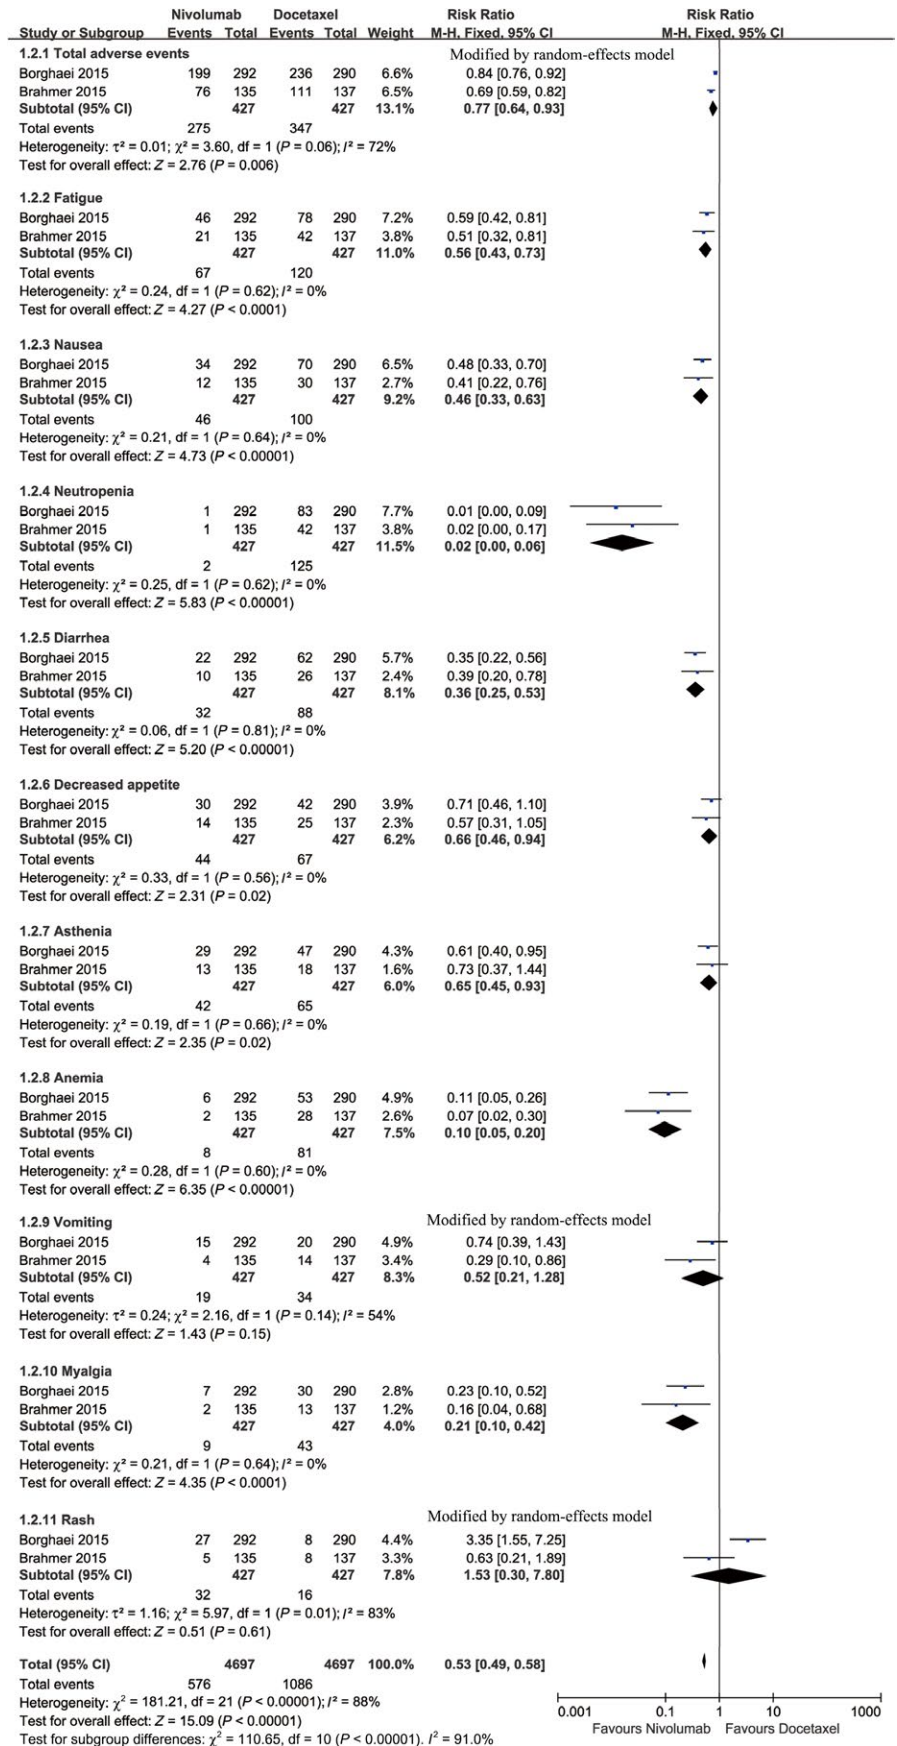 Nivolumab Docetaxel Risk Ratio Risk Ratio
Study or Subgroup Events Total Events Total Weight M-H, Fixed, 95% CI M-H, Fixed, 95% CI
1.2.1 Total adverse events Modified by random-effects model
Borghaei 2015 199 292 236 290 6.6% 0.84 [0.76, 0.92]
Brahmer 2015 76 135 111 137 6.5% 0.69 [0.59, 0.82]
Subtotal (95% CI) 427 427 13.1% 0.77 [0.64, 0.93]
Total events 275 347
Heterogeneity: τ² = 0.01; χ² = 3.60, df = 1 (P = 0.06); I² = 72%
Test for overall effect: Z = 2.76 (P = 0.006)
1.2.2 Fatigue
Borghaei 2015 46 292 78 290 7.2% 0.59 [0.42, 0.81]
Brahmer 2015 21 135 42 137 3.8% 0.51 [0.32, 0.81]
Subtotal (95% CI) 427 427 11.0% 0.56 [0.43, 0.73]
Total events 67 120
Heterogeneity: χ² = 0.24, df = 1 (P = 0.62); I² = 0%
Test for overall effect: Z = 4.27 (P < 0.0001)
1.2.3 Nausea
Borghaei 2015 34 292 70 290 6.5% 0.48 [0.33, 0.70]
Brahmer 2015 12 135 30 137 2.7% 0.41 [0.22, 0.76]
Subtotal (95% CI) 427 427 9.2% 0.46 [0.33, 0.63]
Total events 46 100
Heterogeneity: χ² = 0.21, df = 1 (P = 0.64); I² = 0%
Test for overall effect: Z = 4.73 (P < 0.00001)
1.2.4 Neutropenia
Borghaei 2015 1 292 83 290 7.7% 0.01 [0.00, 0.09]
Brahmer 2015 1 135 42 137 3.8% 0.02 [0.00, 0.17]
Subtotal (95% CI) 427 427 11.5% 0.02 [0.00, 0.06]
Total events 2 125
Heterogeneity: χ² = 0.25, df = 1 (P = 0.62); I² = 0%
Test for overall effect: Z = 5.83 (P < 0.00001)
1.2.5 Diarrhea
Borghaei 2015 22 292 62 290 5.7% 0.35 [0.22, 0.56]
Brahmer 2015 10 135 26 137 2.4% 0.39 [0.20, 0.78]
Subtotal (95% CI) 427 427 8.1% 0.36 [0.25, 0.53]
Total events 32 88
Heterogeneity: χ² = 0.06, df = 1 (P = 0.81); I² = 0%
Test for overall effect: Z = 5.20 (P < 0.00001)
1.2.6 Decreased appetite
Borghaei 2015 30 292 42 290 3.9% 0.71 [0.46, 1.10]
Brahmer 2015 14 135 25 137 2.3% 0.57 [0.31, 1.05]
Subtotal (95% CI) 427 427 6.2% 0.66 [0.46, 0.94]
Total events 44 67
Heterogeneity: χ² = 0.33, df = 1 (P = 0.56); I² = 0%
Test for overall effect: Z = 2.31 (P = 0.02)
1.2.7 Asthenia
Borghaei 2015 29 292 47 290 4.3% 0.61 [0.40, 0.95]
Brahmer 2015 13 135 18 137 1.6% 0.73 [0.37, 1.44]
Subtotal (95% CI) 427 427 6.0% 0.65 [0.45, 0.93]
Total events 42 65
Heterogeneity: χ² = 0.19, df = 1 (P = 0.66); I² = 0%
Test for overall effect: Z = 2.35 (P = 0.02)
1.2.8 Anemia
Borghaei 2015 6 292 53 290 4.9% 0.11 [0.05, 0.26]
Brahmer 2015 2 135 28 137 2.6% 0.07 [0.02, 0.30]
Subtotal (95% CI) 427 427 7.5% 0.10 [0.05, 0.20]
Total events 8 81
Heterogeneity: χ² = 0.28, df = 1 (P = 0.60); I² = 0%
Test for overall effect: Z = 6.35 (P < 0.00001)
1.2.9 Vomiting Modified by random-effects model
Borghaei 2015 15 292 20 290 4.9% 0.74 [0.39, 1.43]
Brahmer 2015 4 135 14 137 3.4% 0.29 [0.10, 0.86]
Subtotal (95% CI) 427 427 8.3% 0.52 [0.21, 1.28]
Total events 19 34
Heterogeneity: τ² = 0.24; χ² = 2.16, df = 1 (P = 0.14); I² = 54%
Test for overall effect: Z = 1.43 (P = 0.15)
1.2.10 Myalgia
Borghaei 2015 7 292 30 290 2.8% 0.23 [0.10, 0.52]
Brahmer 2015 2 135 13 137 1.2% 0.16 [0.04, 0.68]
Subtotal (95% CI) 427 427 4.0% 0.21 [0.10, 0.42]
Total events 9 43
Heterogeneity: χ² = 0.21, df = 1 (P = 0.64); I² = 0%
Test for overall effect: Z = 4.35 (P < 0.0001)
1.2.11 Rash Modified by random-effects model
Borghaei 2015 27 292 8 290 4.4% 3.35 [1.55, 7.25]
Brahmer 2015 5 135 8 137 3.3% 0.63 [0.21, 1.89]
Subtotal (95% CI) 427 427 7.8% 1.53 [0.30, 7.80]
Total events 32 16
Heterogeneity: τ² = 1.16; χ² = 5.97, df = 1 (P = 0.01); I² = 83%
Test for overall effect: Z = 0.51 (P = 0.61)
Total (95% CI) 4697 4697 100.0% 0.53 [0.49, 0.58]
Total events 576 1086
Heterogeneity: χ² = 181.21, df = 21 (P < 0.00001); I² = 88%
Test for overall effect: Z = 15.09 (P < 0.00001)
Test for subgroup differences: χ² = 110.65, df = 10 (P < 0.00001). I² = 91.0%
0.001 0.1 1 10 1000
Favours Nivolumab Favours Docetaxel